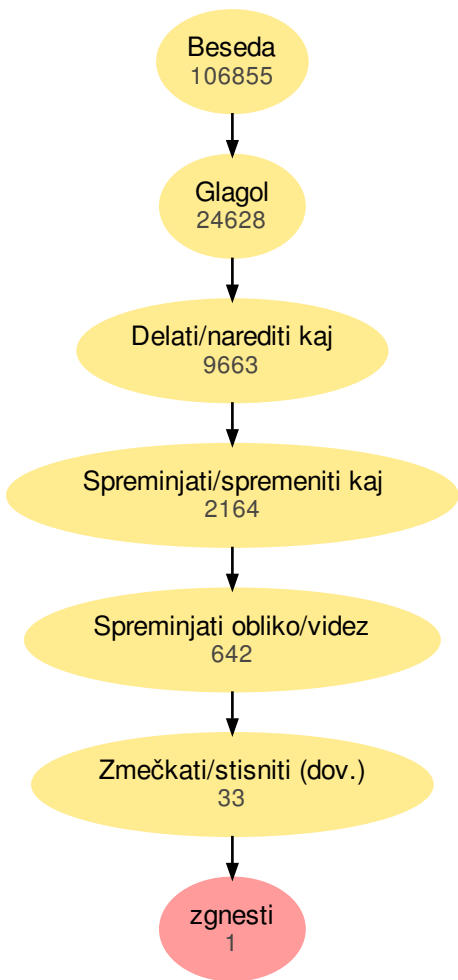 Beseda
106855
Glagol
24628
Delati/narediti kaj
9663
Spreminjati/spremeniti kaj
2164
Spreminjati obliko/videz
642
Zmečkati/stisniti (dov.)
33
zgnesti
1